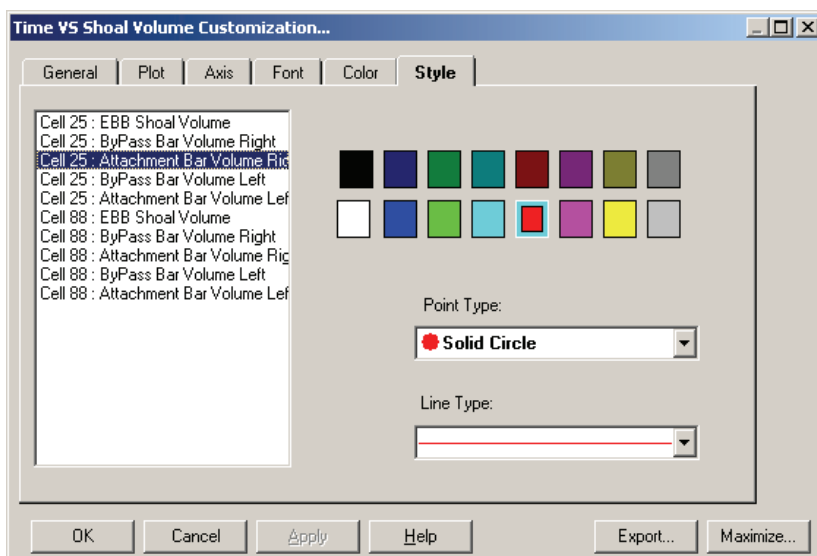 Time VS Shoal Volume Customization...
General Plot Axis Font Color Style
Cell 25 : EBB Shoal Volume
Cell 25 : ByPass Bar Volume Right
Cell 25 : Attachment Bar Volume Rig
Cell 25 : ByPass Bar Volume Left
Cell 25 : Attachment Bar Volume Lef
Cell 88 : EBB Shoal Volume
Cell 88 : ByPass Bar Volume Right
Cell 88 : Attachment Bar Volume Rig
Cell 88 : ByPass Bar Volume Left
Cell 88 : Attachment Bar Volume Lef
Point Type:
Solid Circle
Line Type:
OK Cancel Apply Help Export... Maximize...